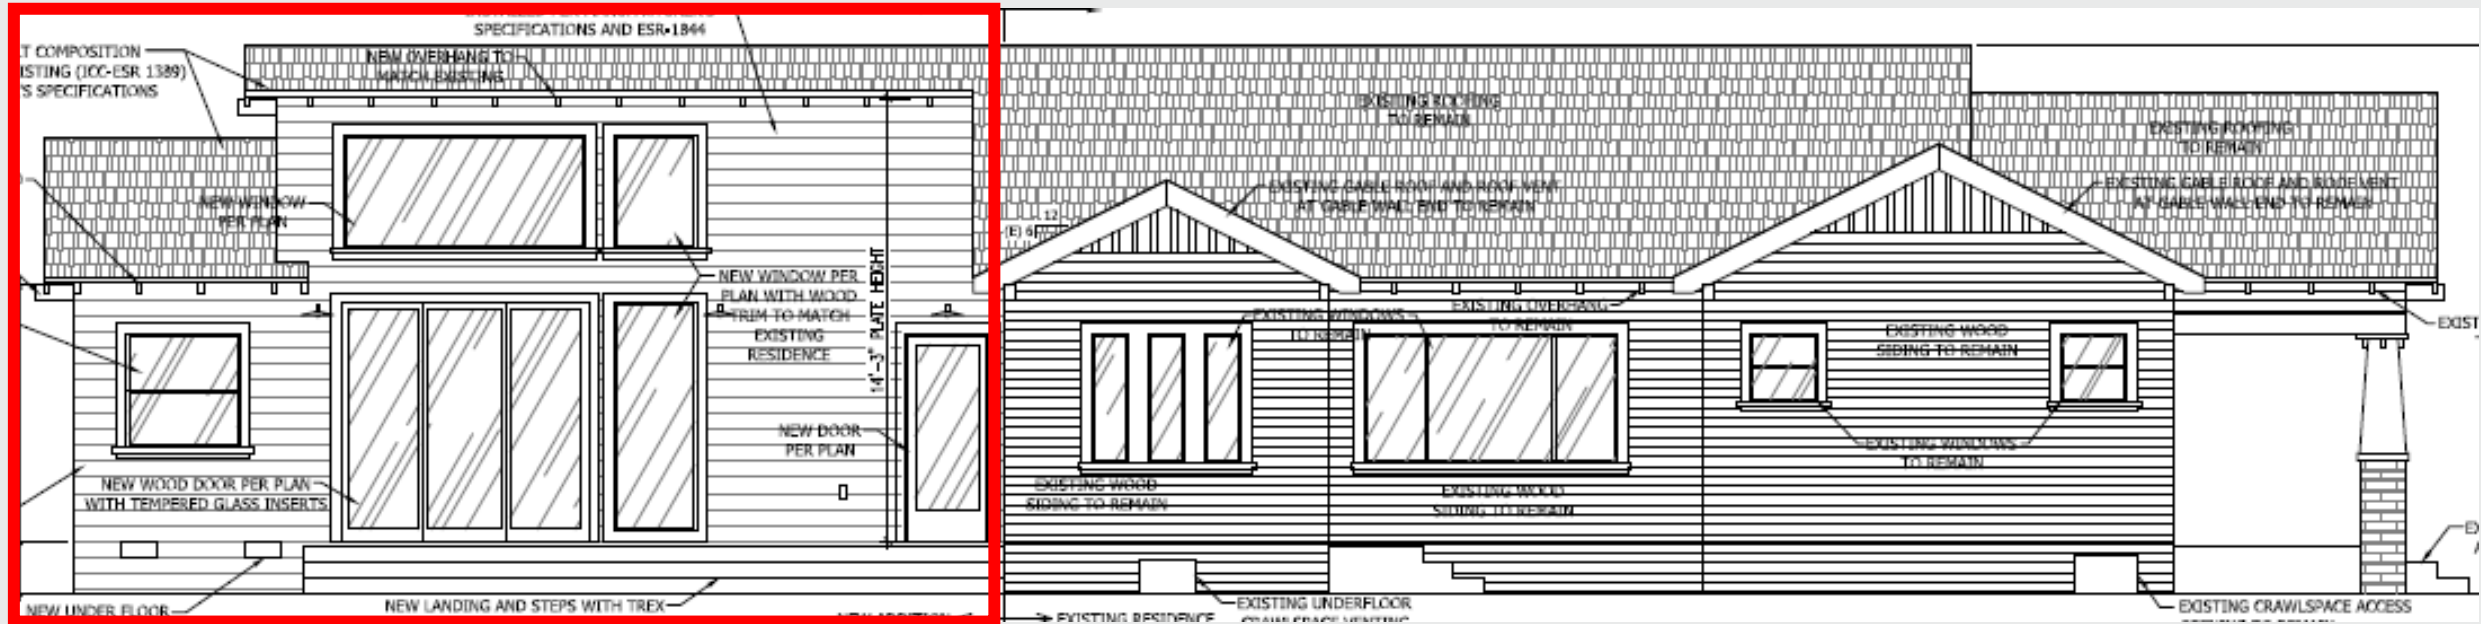 SPECIFICATIONS AND ESR-1844
COMPOSITION
(ICC-ESR 1389)
SPECIFICATIONS
NEW OVERHANG TO
MATCH EXISTING
NEW WINDOW
PER PLAN
NEW WINDOW PER
PLAN WITH WOOD
TRIM TO MATCH
EXISTING
RESIDENCE
14'-3" PLATE HEIGHT
NEW DOOR
PER PLAN
NEW WOOD DOOR PER PLAN
WITH TEMPERED GLASS INSERTS
NEW UNDER FLOOR
NEW LANDING AND STEPS WITH TREX
NEW ADDITION
EXISTING ROOFING
TO REMAIN
EXISTING ROOFING
TO REMAIN
12
(E) 6
EXISTING GABLE ROOF AND ROOF VENT
AT GABLE WALL END TO REMAIN
EXISTING GABLE ROOF AND ROOF VENT
AT GABLE WALL END TO REMAIN
EXISTING OVERHANG
TO REMAIN
EXISTING WINDOWS
TO REMAIN
EXISTING WOOD
SIDING TO REMAIN
EXISTING WINDOWS
TO REMAIN
EXISTING WOOD
SIDING TO REMAIN
EXISTING WOOD
SIDING TO REMAIN
EXISTING RESIDENCE
EXISTING UNDERFLOOR
CRAWLSPACE VENTING
EXISTING CRAWLSPACE ACCESS